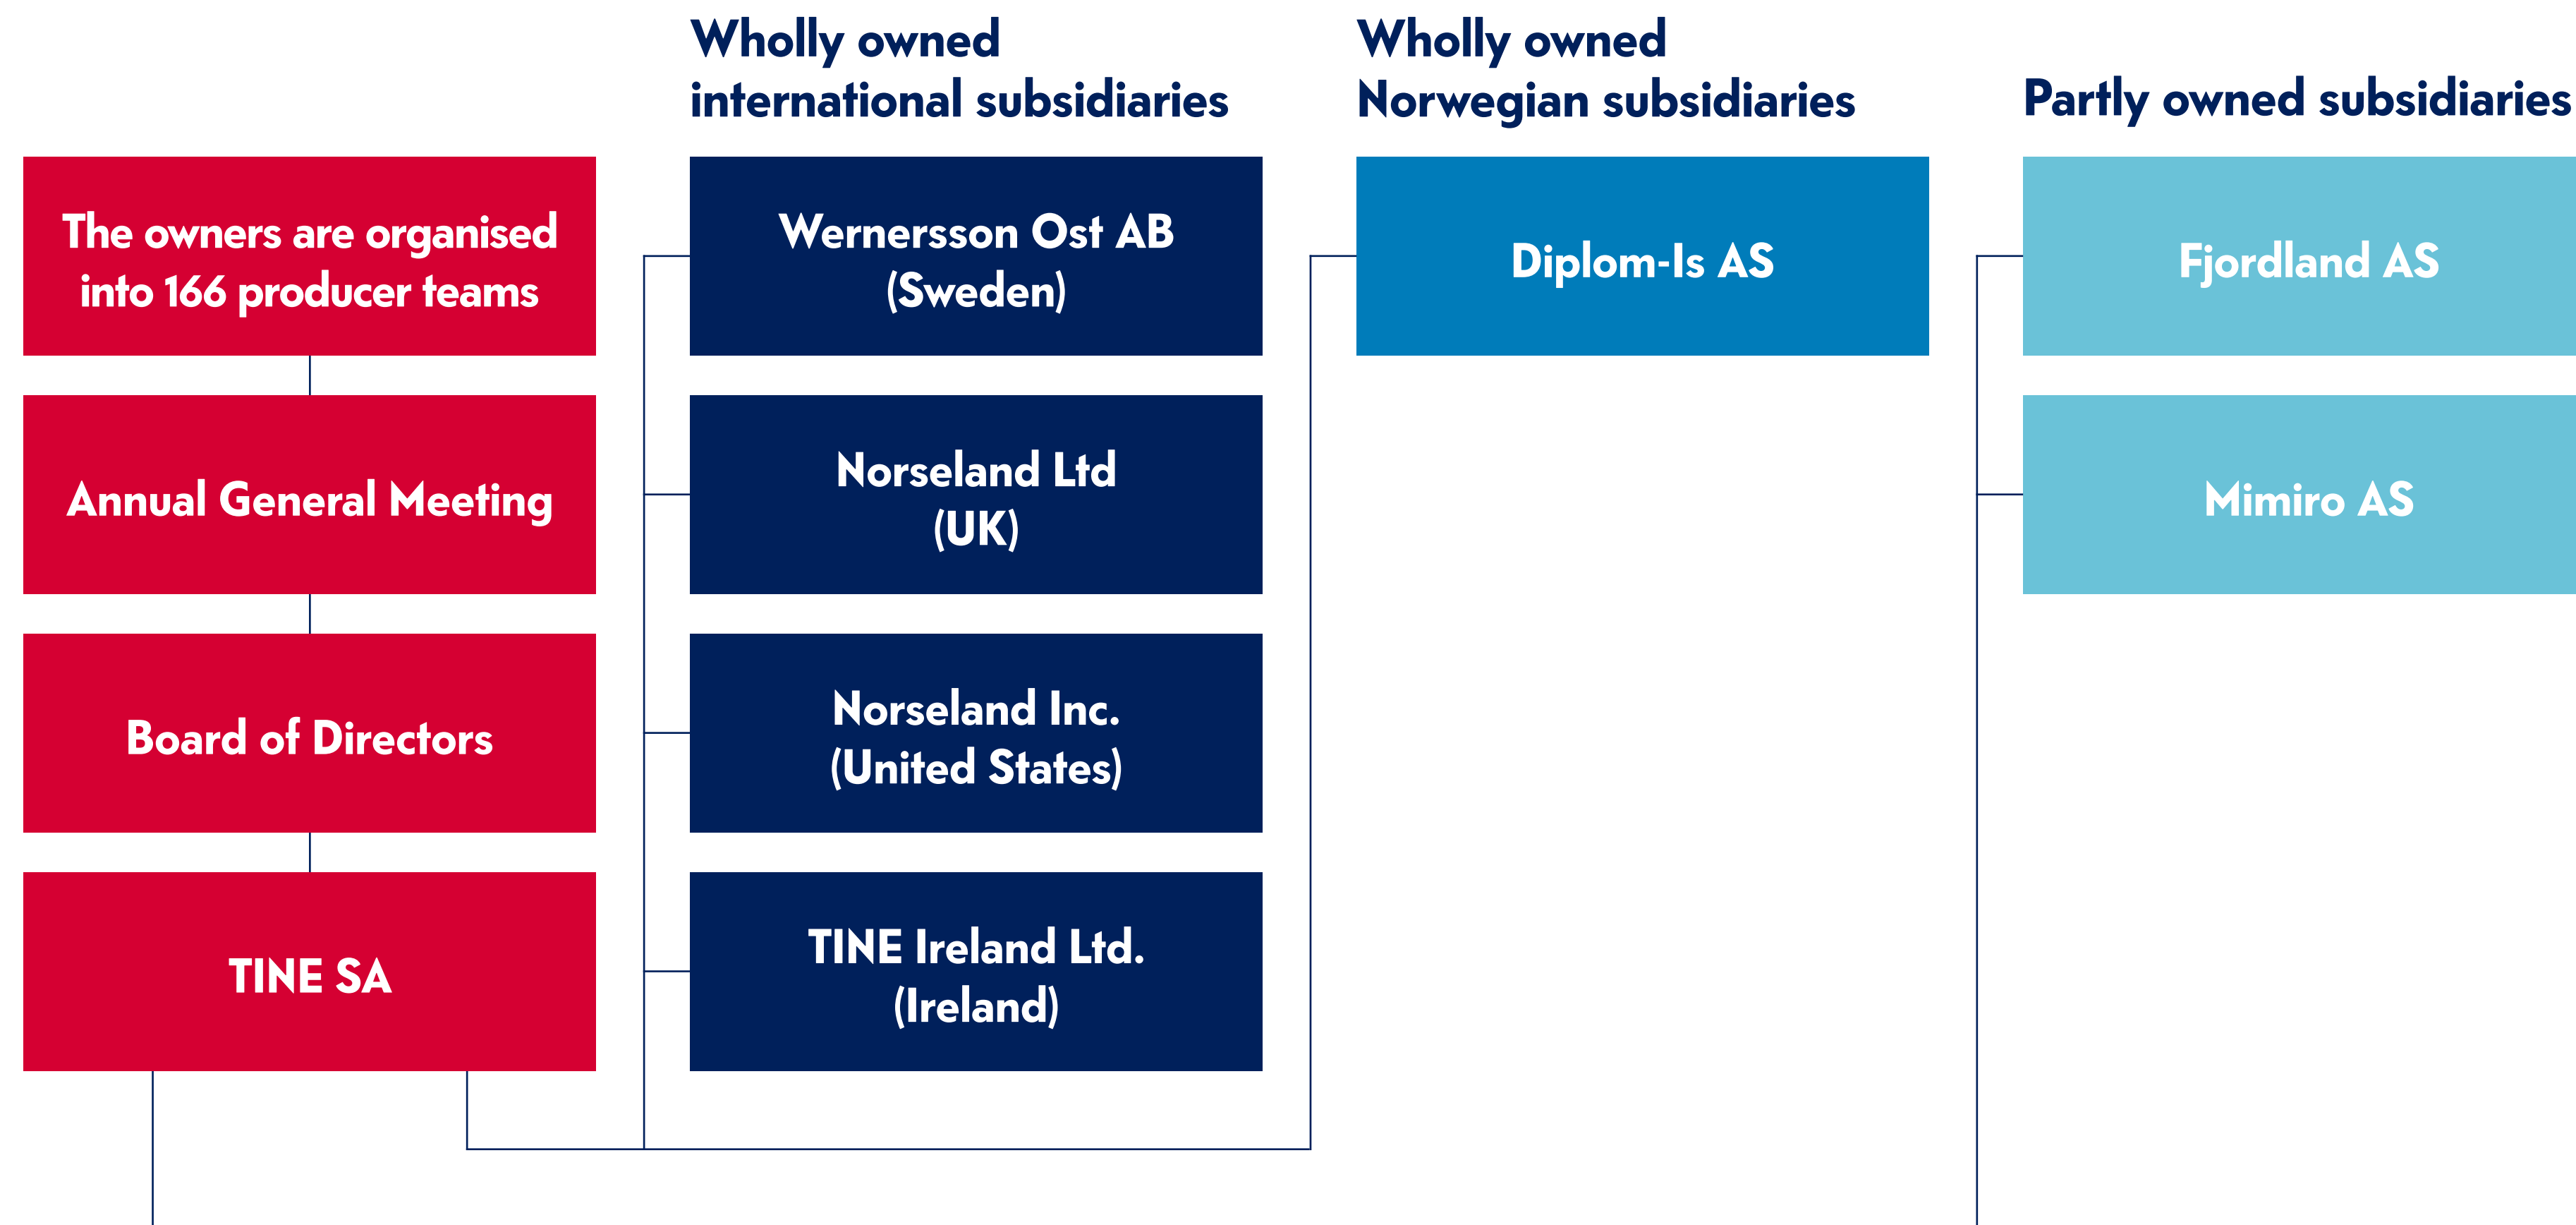 Wholly owned
international subsidiaries
Wholly owned
Norwegian subsidiaries
Partly owned subsidiaries
The owners are organised
into 166 producer teams
Annual General Meeting
Board of Directors
TINE SA
Wernersson Ost AB
(Sweden)
Norseland Ltd
(UK)
Norseland Inc.
(United States)
TINE Ireland Ltd.
(Ireland)
Diplom-Is AS
Fjordland AS
Mimiro AS